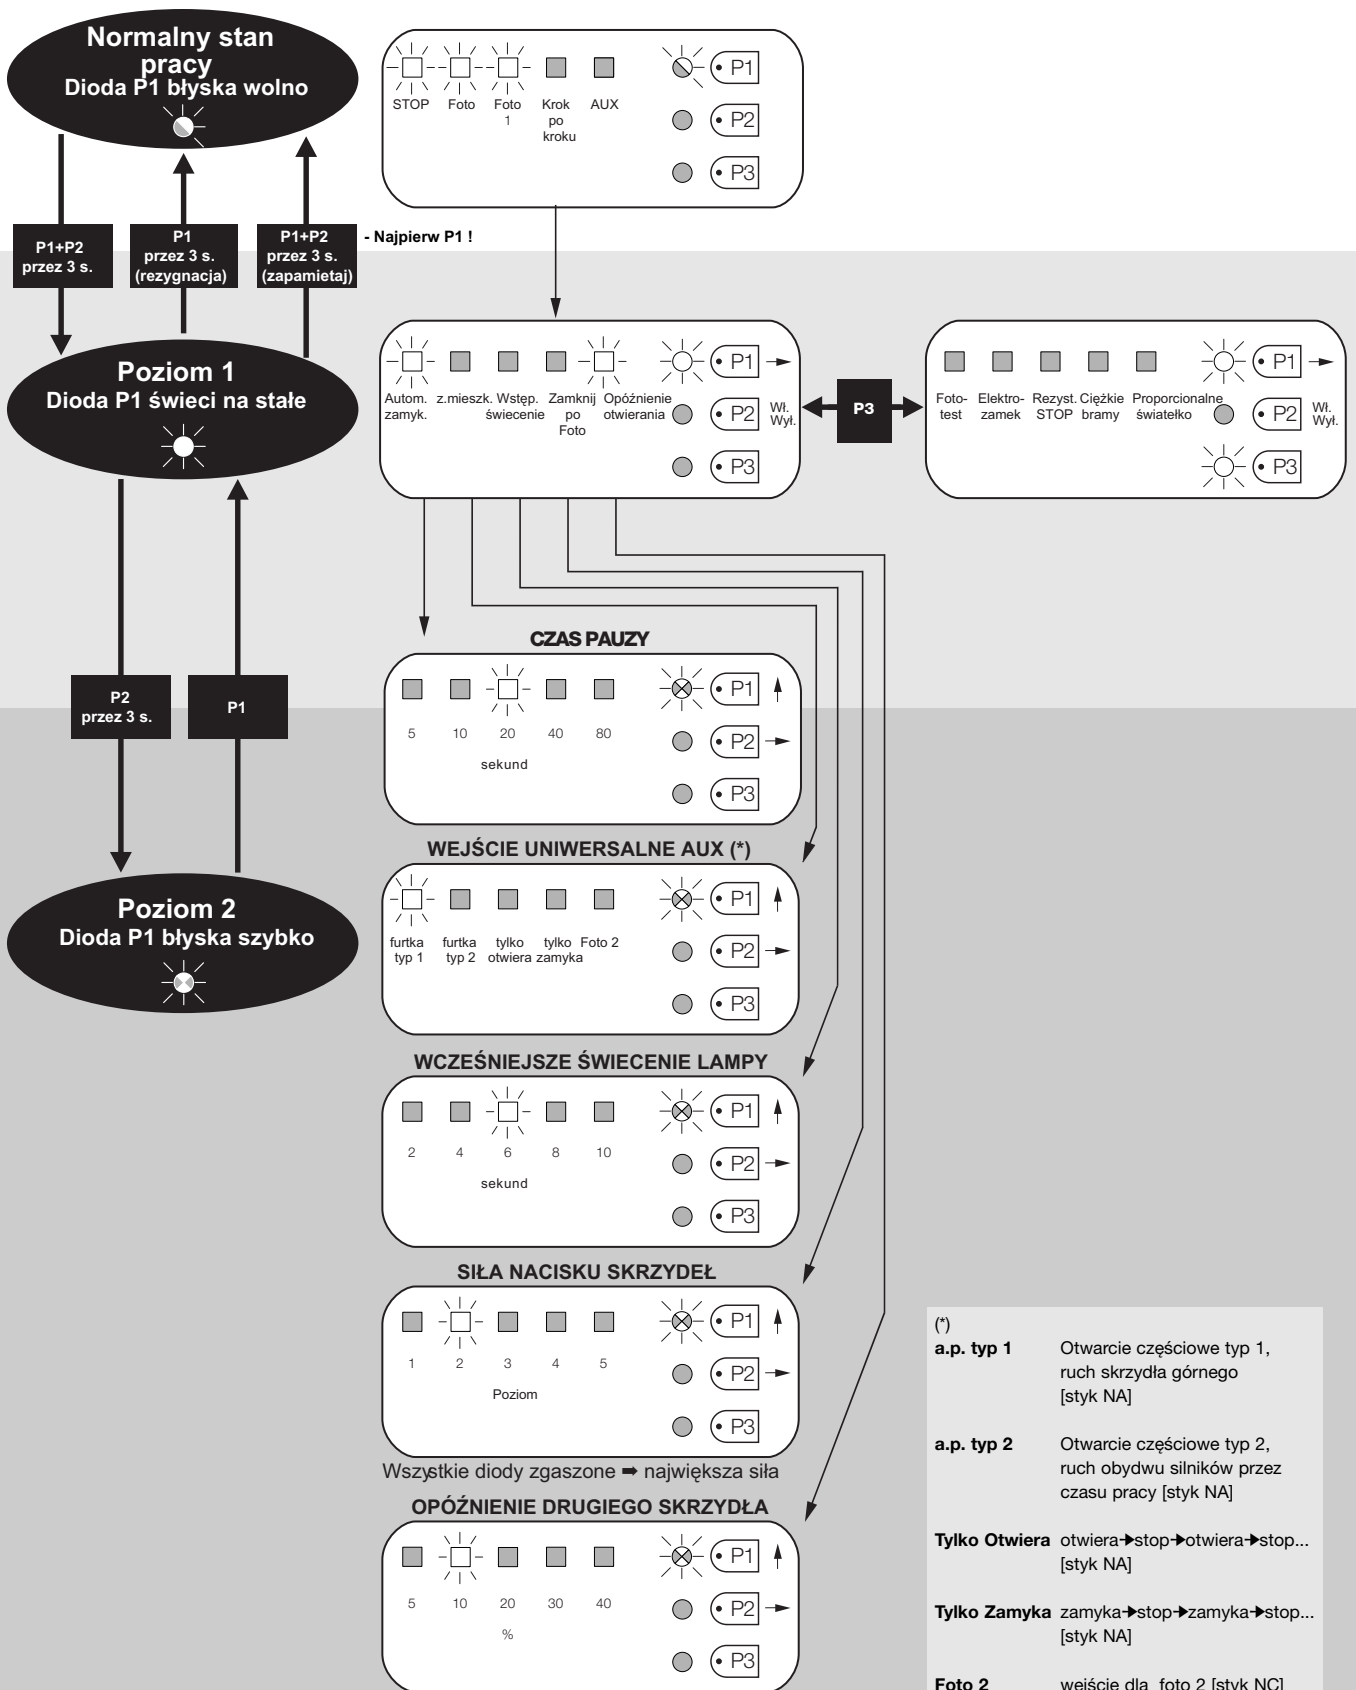 Normalny stan
pracy
Dioda P1 błyska wolno
STOP Foto Foto Krok AUX
1 po
kroku
P1
P2
P3
P1+P2
przez 3 s.
P1
przez 3 s.
(rezygnacja)
P1+P2
przez 3 s.
(zapamietaj)
- Najpierw P1 !
Poziom 1
Dioda P1 świeci na stałe
Autom. z.mieszk. Wstęp. Zamknij Opóźnienie
zamyk. świecenie po otwierania
Foto
P1
P2 Wł.
Wył.
P3
P3
Foto- Elektro- Rezyst. Ciężkie Proporcjonalne
test zamek STOP bramy światełko
P1
P2 Wł.
Wył.
P3
P2
przez 3 s.
P1
CZAS PAUZY
5 10 20 40 80
sekund
P1
P2
P3
Poziom 2
Dioda P1 błyska szybko
WEJŚCIE UNIWERSALNE AUX (*)
furtka furtka tylko tylko Foto 2
typ 1 typ 2 otwiera zamyka
P1
P2
P3
WCZEŚNIEJSZE ŚWIECENIE LAMPY
2 4 6 8 10
sekund
P1
P2
P3
SIŁA NACISKU SKRZYDEŁ
1 2 3 4 5
Poziom
P1
P2
P3
Wszystkie diody zgaszone ➡ największa siła
OPÓŹNIENIE DRUGIEGO SKRZYDŁA
5 10 20 30 40
%
P1
P2
P3
(*)
a.p. typ 1 Otwarcie częściowe typ 1,
ruch skrzydła górnego
[styk NA]
a.p. typ 2 Otwarcie częściowe typ 2,
ruch obydwu silników przez
czasu pracy [styk NA]
Tylko Otwiera otwiera➔stop➔otwiera➔stop...
[styk NA]
Tylko Zamyka zamyka➔stop➔zamyka➔stop...
[styk NA]
Foto 2 wejście dla foto 2 [styk NC]